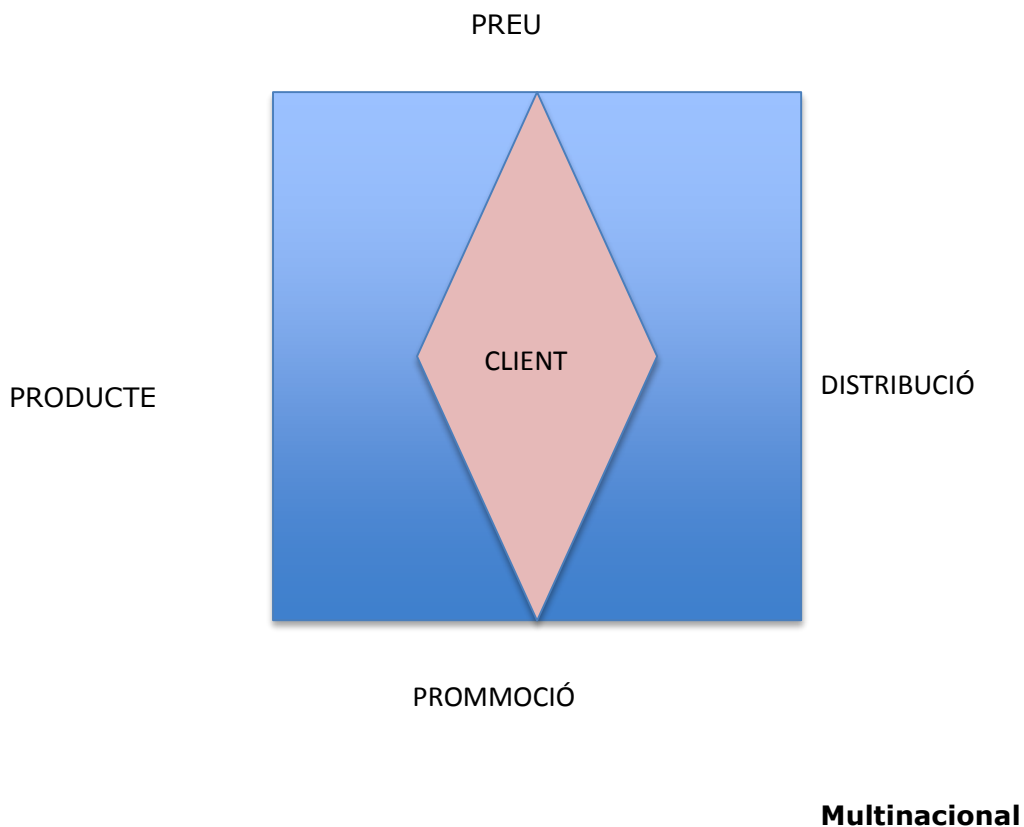 PREU
CLIENT
PRODUCTE
DISTRIBUCIÓ
PROMMOCIÓ
Multinacional